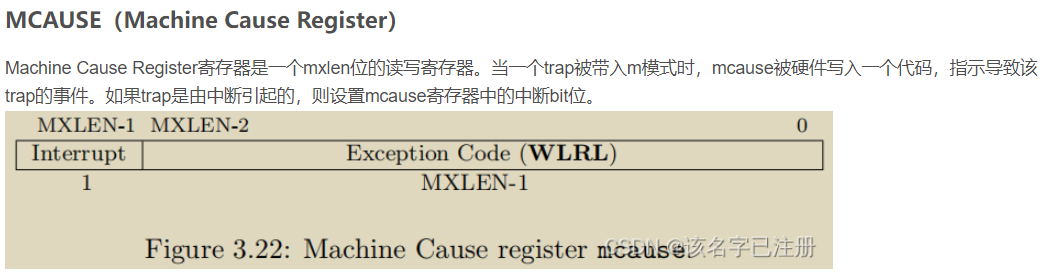 MCAUSE（Machine Cause Register）
Machine Cause Register寄存器是一个mxlen位的读写寄存器。当一个trap被带入m模式时，mcause被硬件写入一个代码，指示导致该
trap的事件。如果trap是由中断引起的，则设置mcause寄存器中的中断bit位。
MXLEN-1 MXLEN-2 0
Interrupt Exception Code (WLRL)
1 MXLEN-1
Figure 3.22: Machine Cause register mcause.
CSDN @该名字已注册